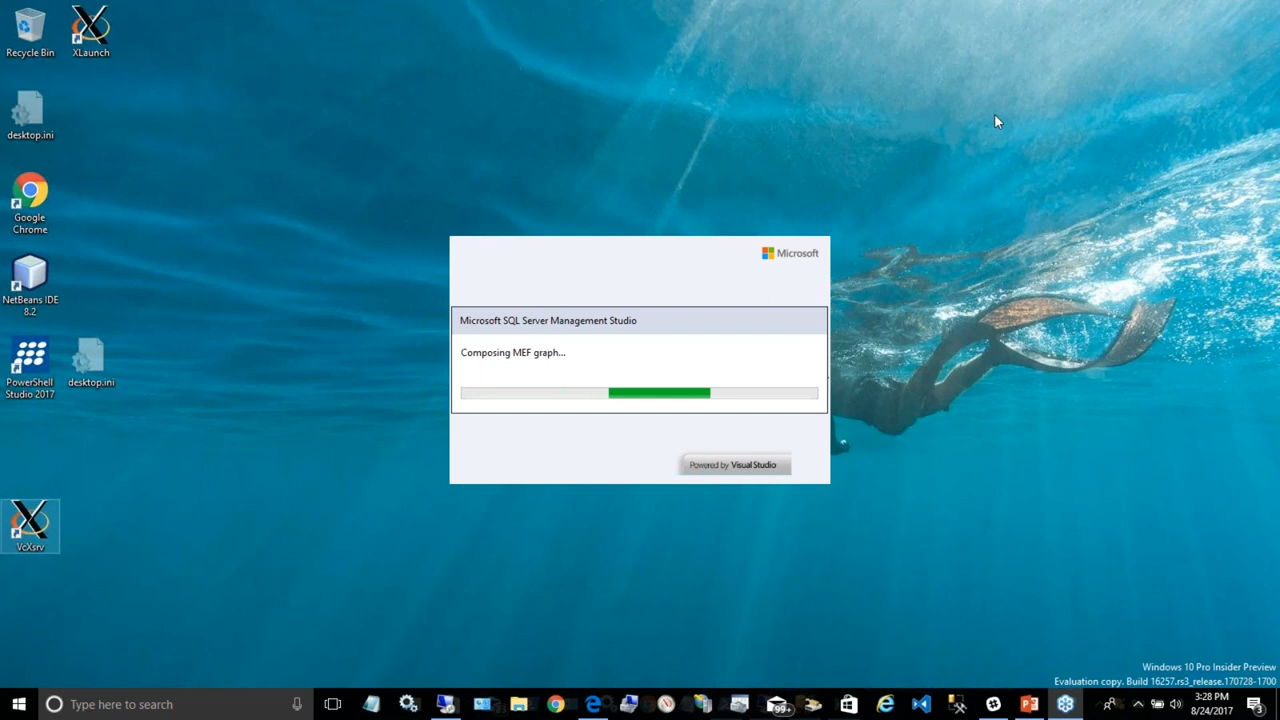 Recycle Bin
XLaunch
desktop.ini
Google
Chrome
NetBeans IDE
8.2
PowerShell
Studio 2017
desktop.ini
VcXsrv
Microsoft
Microsoft SQL Server Management Studio
Composing MEF graph...
Powered by Visual Studio
Windows 10 Pro Insider Preview
Evaluation copy. Build 16257.rs3_release.170728-1700
Type here to search
99+
3:28 PM
8/24/2017
3